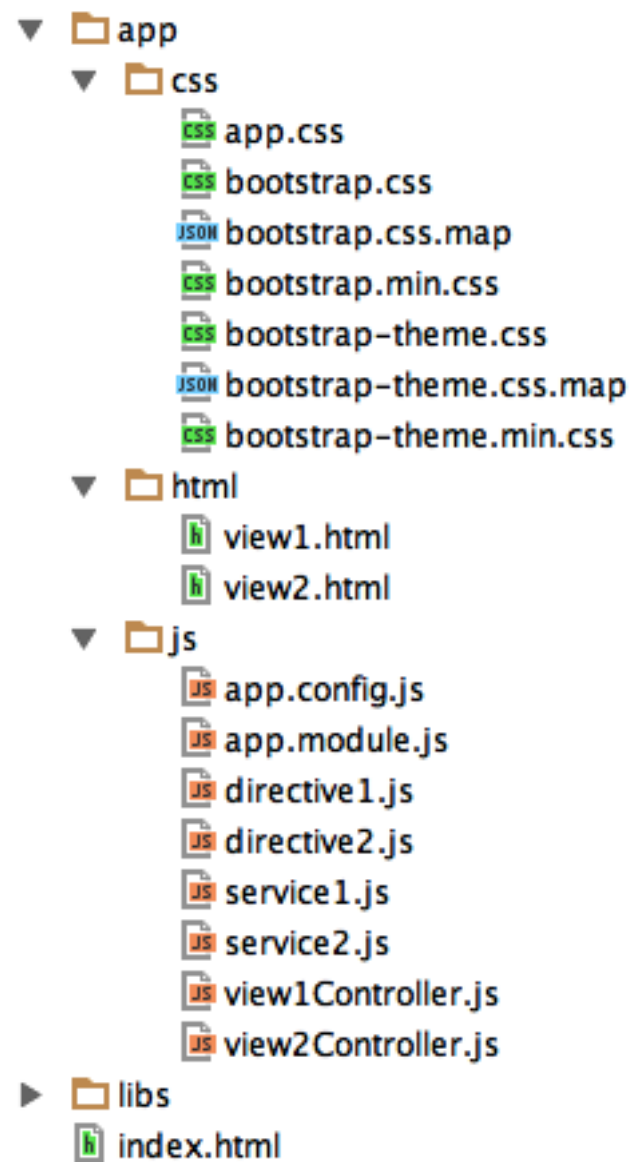 app
css
css app.css
css bootstrap.css
JSON bootstrap.css.map
css bootstrap.min.css
css bootstrap-theme.css
JSON bootstrap-theme.css.map
css bootstrap-theme.min.css
html
h view1.html
h view2.html
js
JS app.config.js
JS app.module.js
JS directive1.js
JS directive2.js
JS service1.js
JS service2.js
JS view1Controller.js
JS view2Controller.js
libs
h index.html